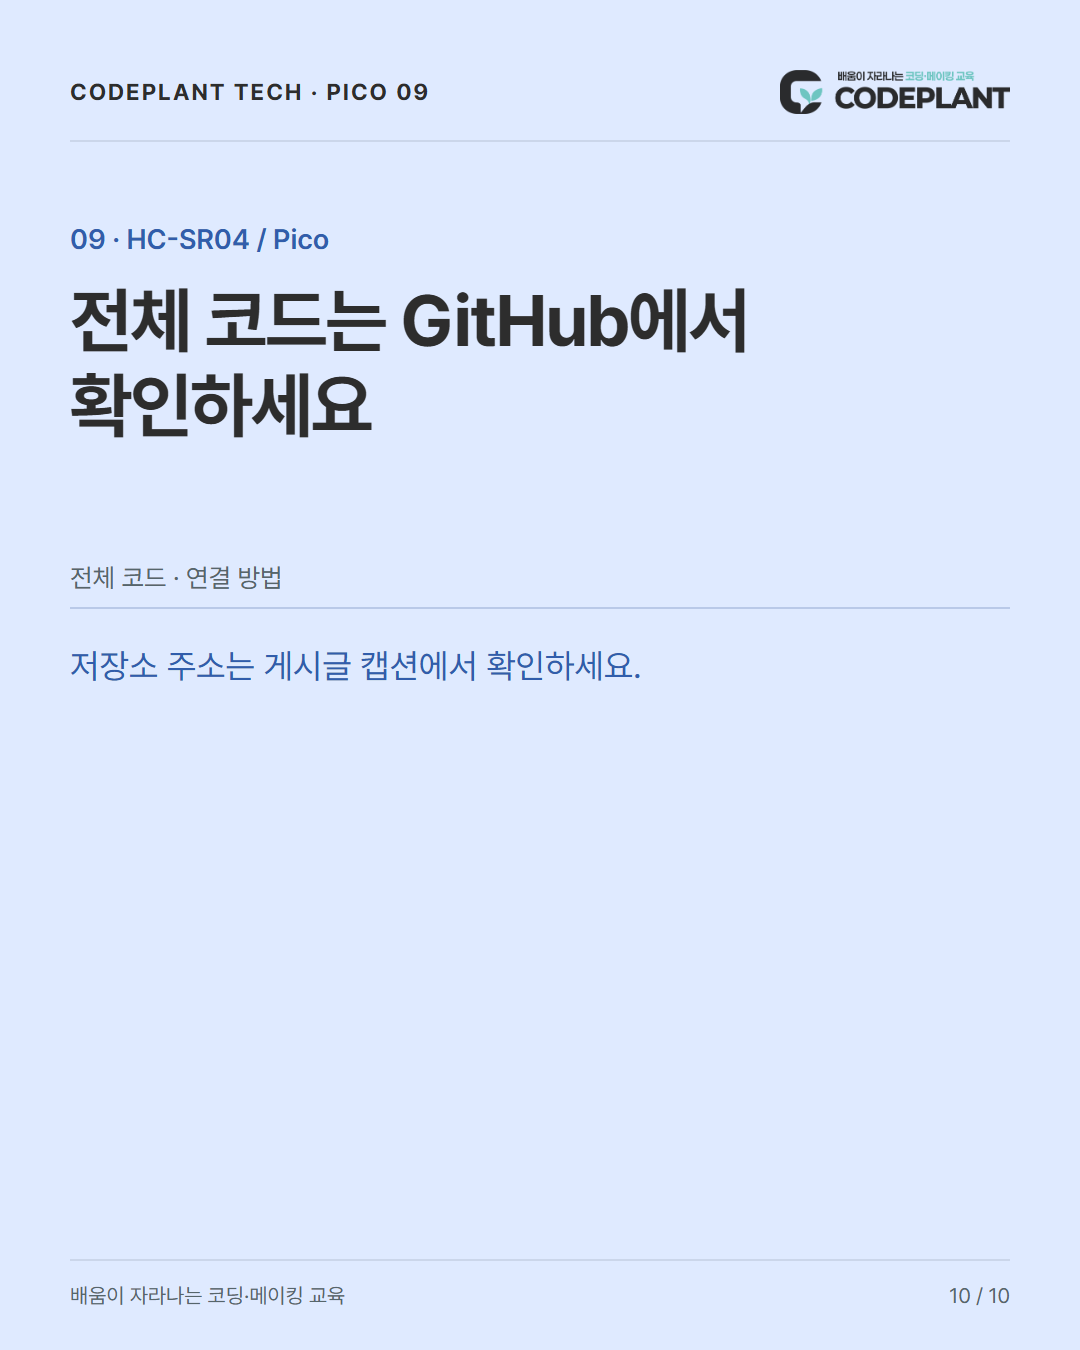 CODEPLANT TECH · PICO 09
배움이 자라나는 코딩·메이킹 교육
CODEPLANT
09 · HC-SR04 / Pico
전체 코드는 GitHub에서
확인하세요
전체 코드 · 연결 방법
저장소 주소는 게시글 캡션에서 확인하세요.
배움이 자라나는 코딩·메이킹 교육
10 / 10